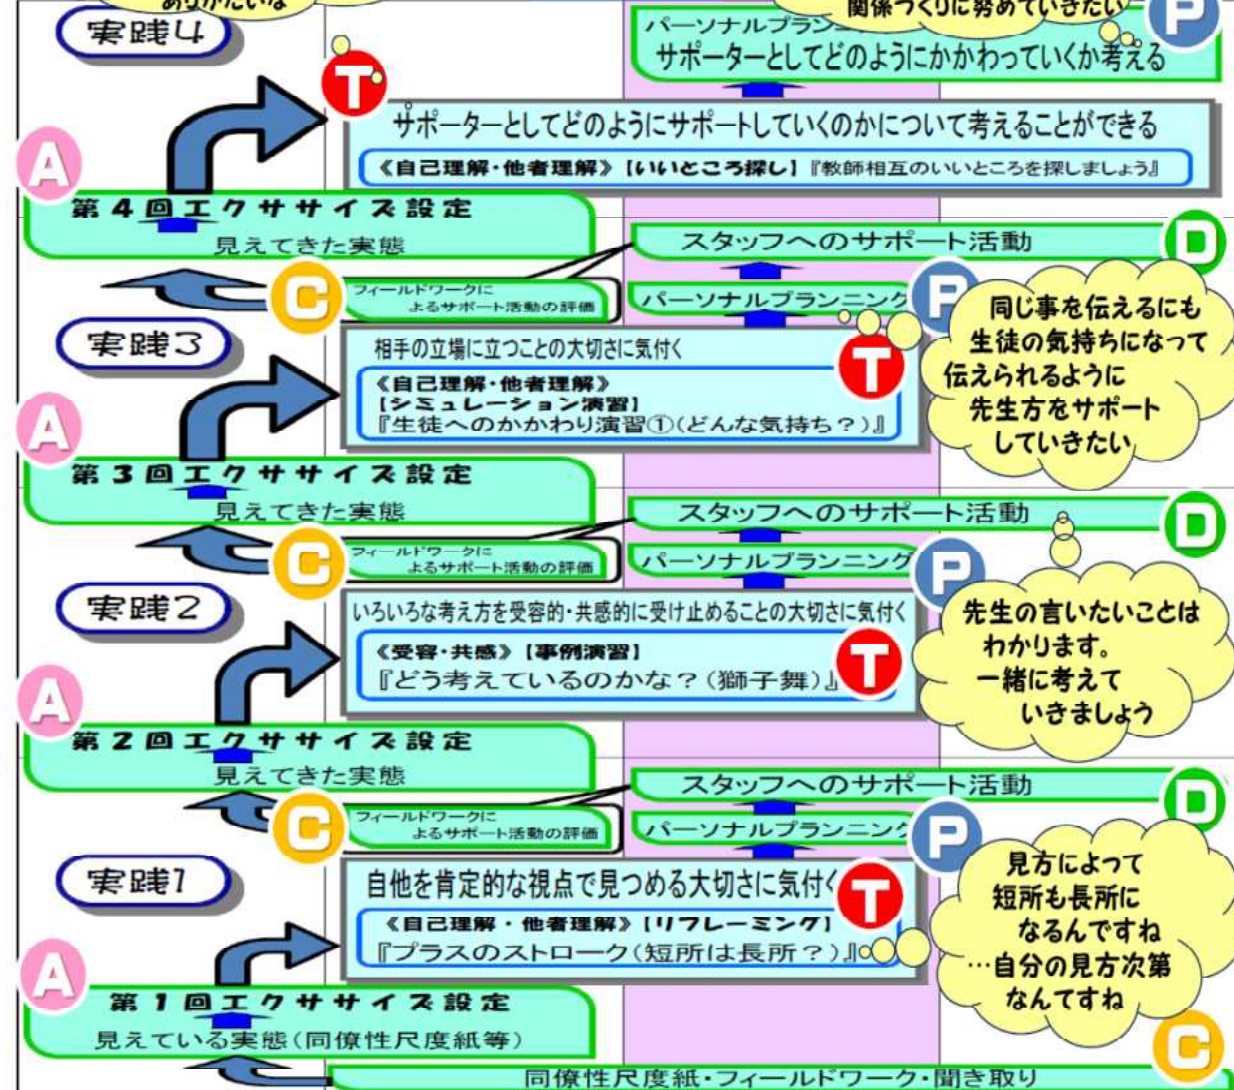 ありがたいな
関係づくりに努めていきたい
P
実践4
T
サポーターとしてどのようにかかわっていくか考える
サポーターとしてどのようにサポートしていくのかについて考えることができる
《自己理解・他者理解》【いいところ探し】『教師相互のいいところを探しましょう』
A
第4回エクササイズ設定
見えてきた実態
スタッフへのサポート活動
D
C
フィールドワークに
よるサポート活動の評価
パーソナルプランニング
P
同じ事を伝えるにも
生徒の気持ちになって
伝えられるように
先生方をサポート
していきたい
実践3
相手の立場に立つことの大切さに気付く
T
《自己理解・他者理解》
【シミュレーション演習】
『生徒へのかかわり演習①(どんな気持ち?)』
A
第3回エクササイズ設定
見えてきた実態
スタッフへのサポート活動
D
C
フィールドワークに
よるサポート活動の評価
パーソナルプランニング
P
先生の言いたいことは
わかります。
一緒に考えて
いきましょう
実践2
いろいろな考え方を受容的・共感的に受け止めることの大切さに気付く
《受容・共感》【事例演習】
『どう考えているのかな?(獅子舞)』
T
A
第2回エクササイズ設定
見えてきた実態
スタッフへのサポート活動
D
C
フィールドワークに
よるサポート活動の評価
パーソナルプランニング
P
見方によって
短所も長所に
なるんですね
…自分の見方次第
なんてすね
実践1
自他を肯定的な視点で見つめる大切さに気付く
T
《自己理解・他者理解》【リフレーミング】
『プラスのストローク(短所は長所?)』
A
第1回エクササイズ設定
見えている実態(同僚性尺度紙等)
C
同僚性尺度紙・フィールドワーク・聞き取り